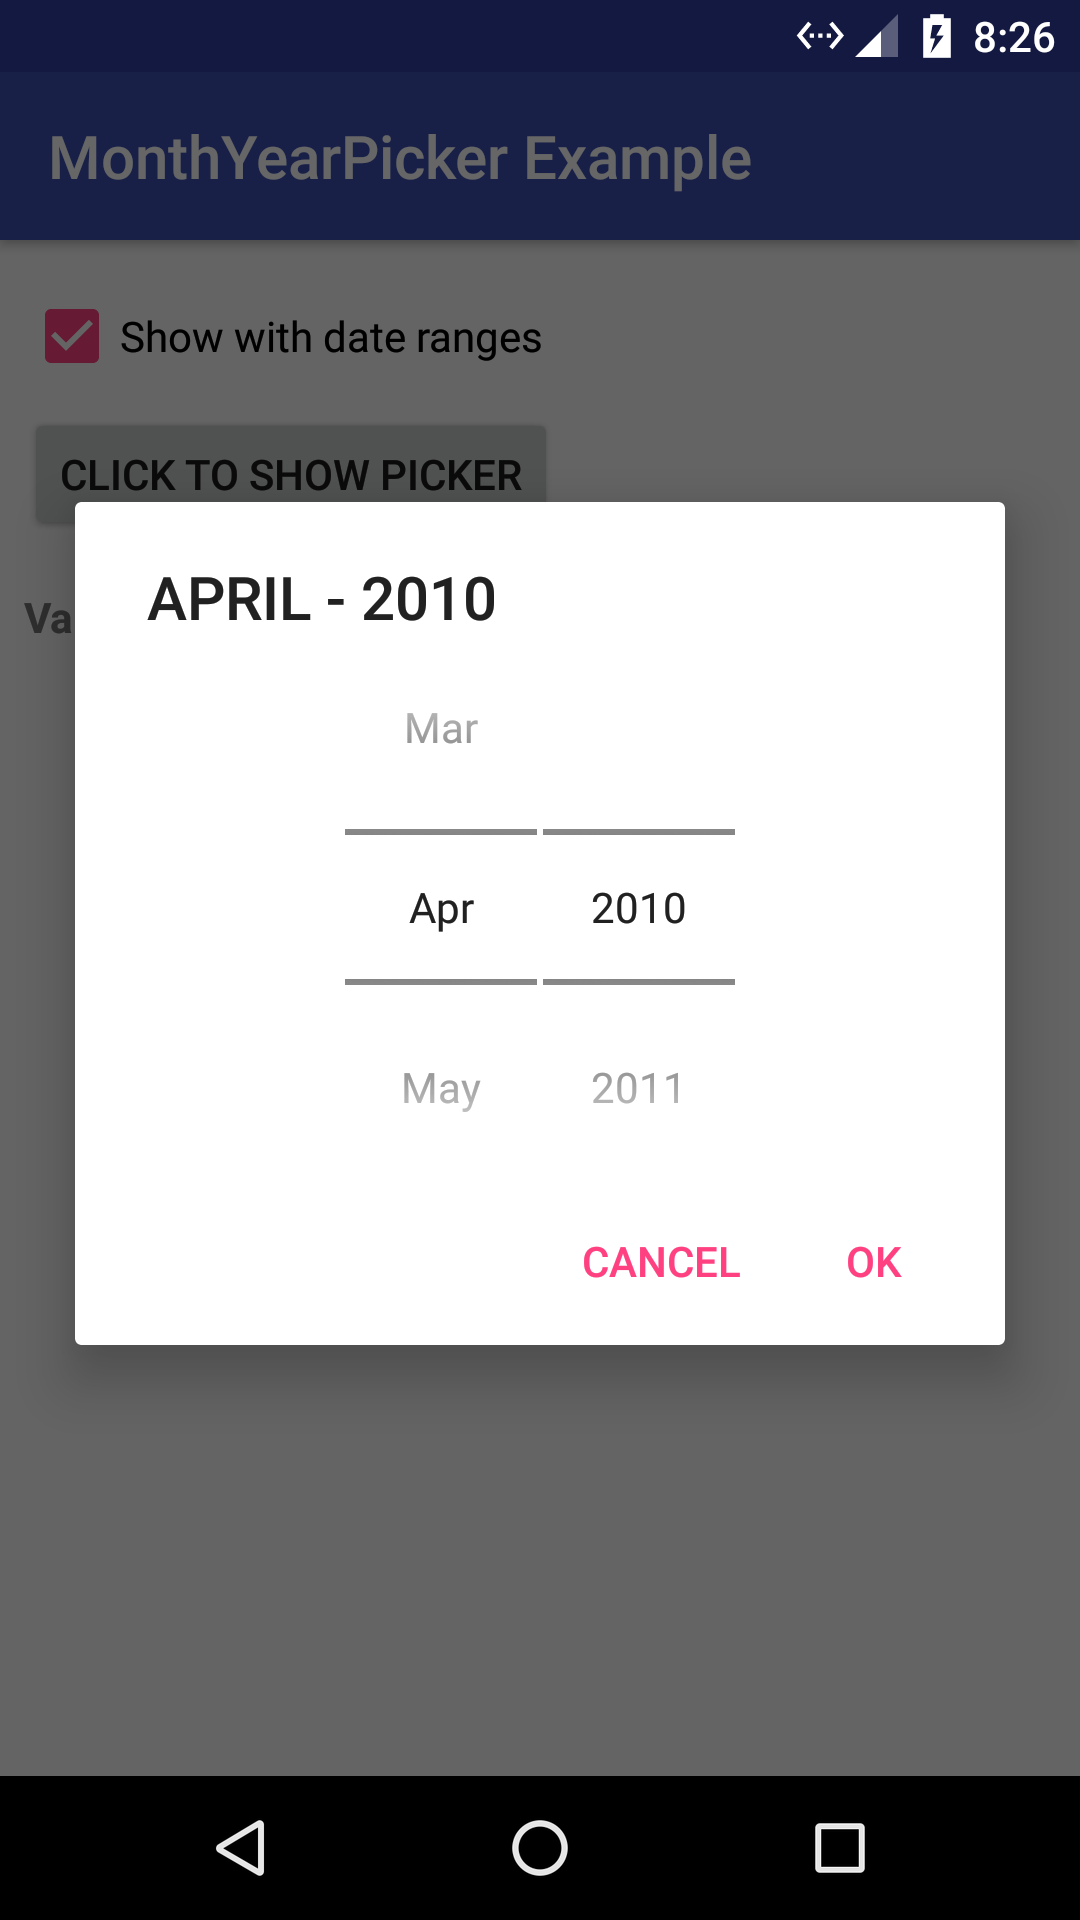 8:26
MonthYearPicker Example
Show with date ranges
CLICK TO SHOW PICKER
Va
APRIL - 2010
Mar
Apr 2010
May 2011
CANCEL OK